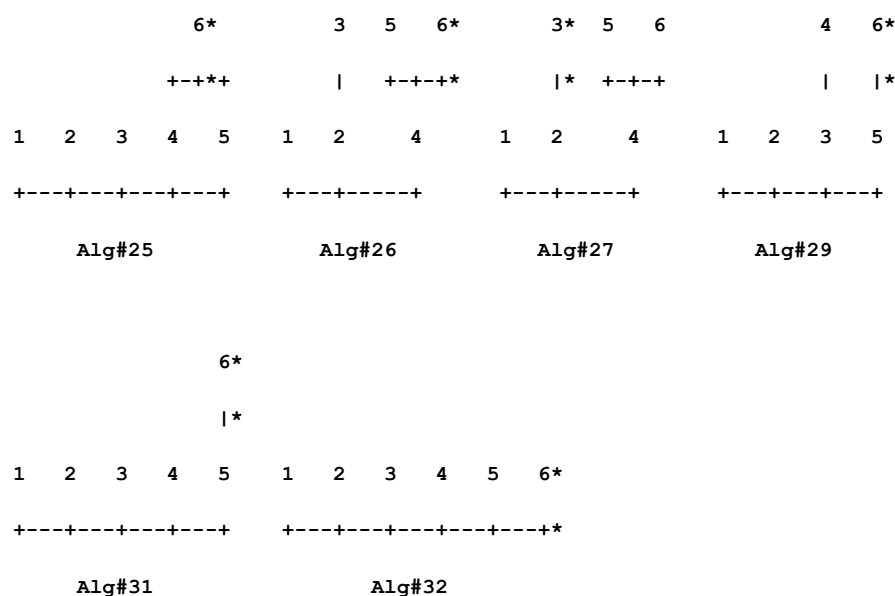 6*          3   5   6*        3*  5   6             4   6*
             +-+*+         |   +-+-+*        |*  +-+-+             |   |*
1   2   3   4   5     1   2     4       1   2     4       1   2   3   5
+---+---+---+---+     +---+-----+       +---+-----+       +---+---+---+
     Alg#25              Alg#26            Alg#27            Alg#29
                6*
                |*
1   2   3   4   5     1   2   3   4   5   6*
+---+---+---+---+     +---+---+---+---+---+*
     Alg#31                 Alg#32